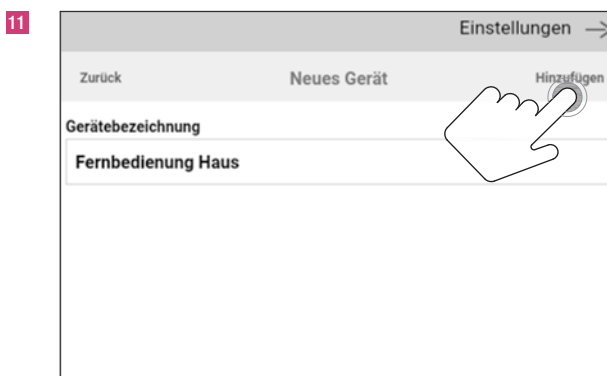 11
Einstellungen
Zurück Neues Gerät Hinzufügen
Gerätebezeichnung
Fernbedienung Haus